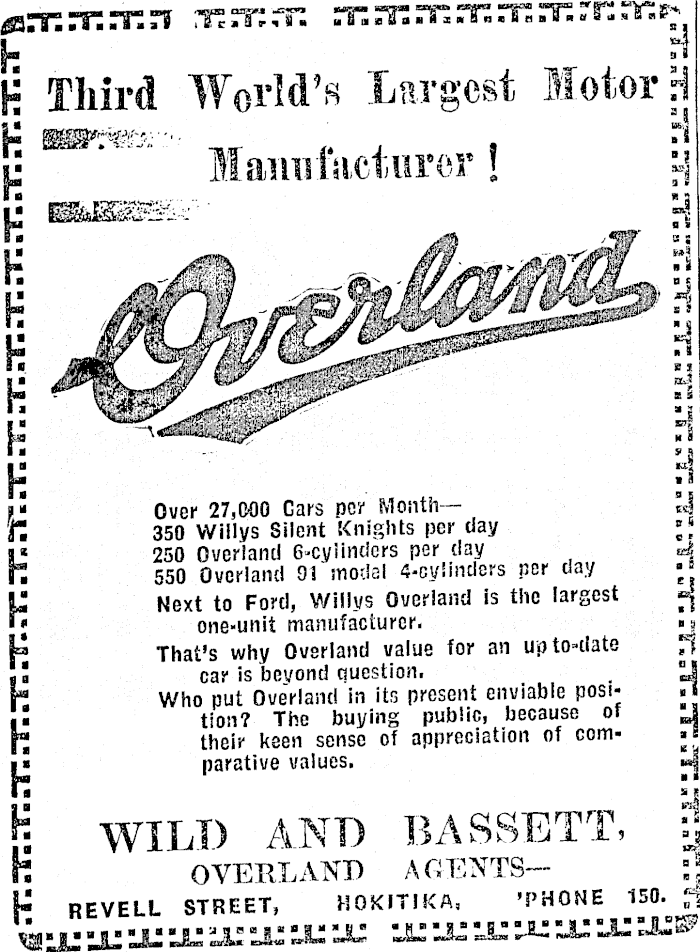 Third World's Largest Motor
Manufacturer!
Overland
Over 27,000 Cars per Month—
350 Willys Silent Knights per day
250 Overland 6-cylinders per day
550 Overland 91 model 4-cylinders per day
Next to Ford, Willys Overland is the largest
one-unit manufacturer.
That's why Overland value for an up to-date
car is beyond question.
Who put Overland in its present enviable posi-
tion? The buying public, because of
their keen sense of appreciation of com-
parative values.
WILD AND BASSETT,
OVERLAND AGENTS—
REVELL STREET, HOKITIKA, 'PHONE 150.